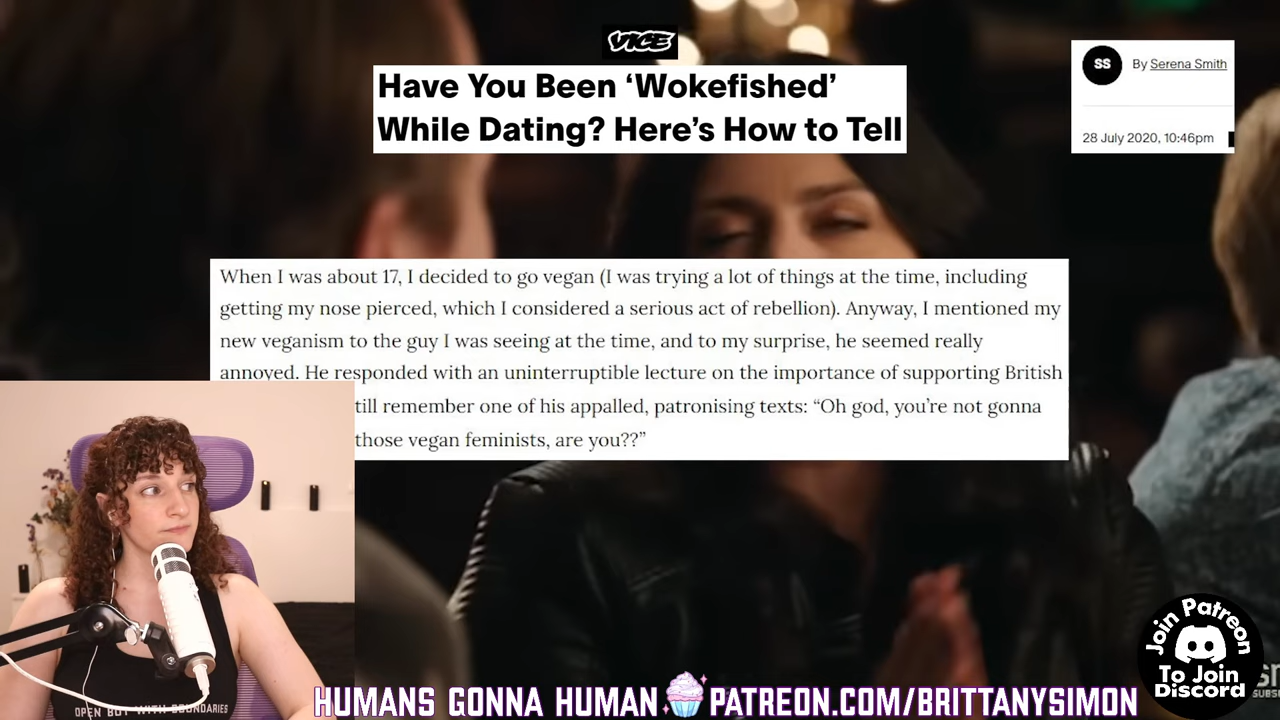 VICE
Have You Been ‘Wokefished’
While Dating? Here’s How to Tell
SS
By Serena Smith
28 July 2020, 10:46pm
When I was about 17, I decided to go vegan (I was trying a lot of things at the time, including
getting my nose pierced, which I considered a serious act of rebellion). Anyway, I mentioned my
new veganism to the guy I was seeing at the time, and to my surprise, he seemed really
annoyed. He responded with an uninterruptible lecture on the importance of supporting British
till remember one of his appalled, patronising texts: “Oh god, you’re not gonna
those vegan feminists, are you??”
OPEN BUT WITH BOUNDARIES
HUMANS GONNA HUMAN PATREON.COM/BRITTANYSIMON
Join Patreon
To Join
Discord